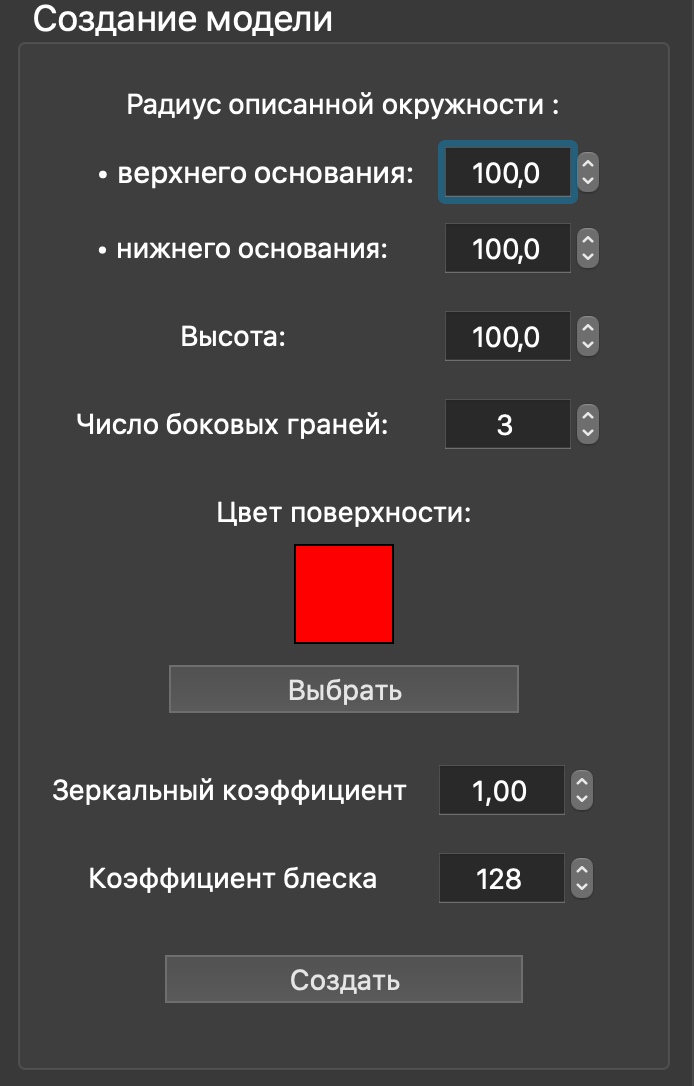 Создание модели
Радиус описанной окружности :
• верхнего основания: 100,0
• нижнего основания: 100,0
Высота: 100,0
Число боковых граней: 3
Цвет поверхности:
Выбрать
Зеркальный коэффициент 1,00
Коэффициент блеска 128
Создать